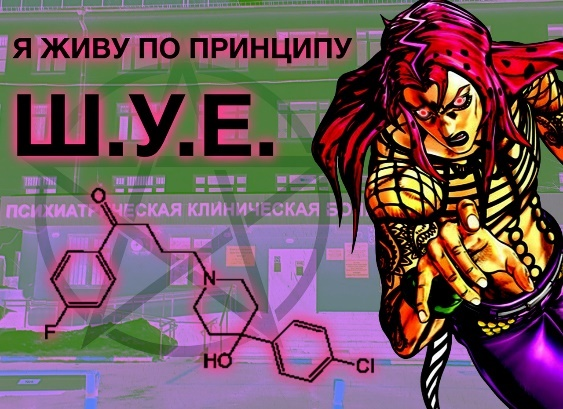 Я ЖИВУ ПО ПРИНЦИПУ
Ш.У.Е.
ПСИХИАТРИЧЕСКАЯ КЛИНИЧЕСКАЯ
O
N
F
HO
Cl